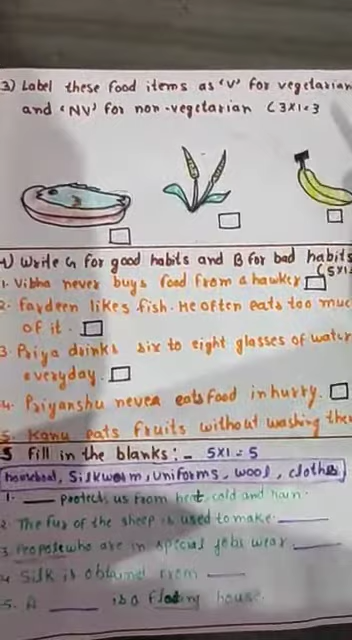 3) Label these food items as 'V' for vegetarian
and 'NV' for non-vegetarian (3x1=3
4) Write G for good habits and B for bad habits
(5x1=
1. Vibha never buys food from a hawker
2. Fardeen likes fish. He often eats too muc
of it.
3. Priya drinks six to eight glasses of water
everyday.
4. Priyanshu never eats food in hurry.
5. Kanu eats fruits without washing the
5 Fill in the blanks:- 5x1=5
houseboat, Silkworm, Uniforms, wool, clothes
1. ____ protects us from heat, cold and rain.
2. The fur of the sheep is used to make ____
3. Propole who are in special jobs wear ____
4 Silk is obtained from ____
5. A ____ is a floating house.